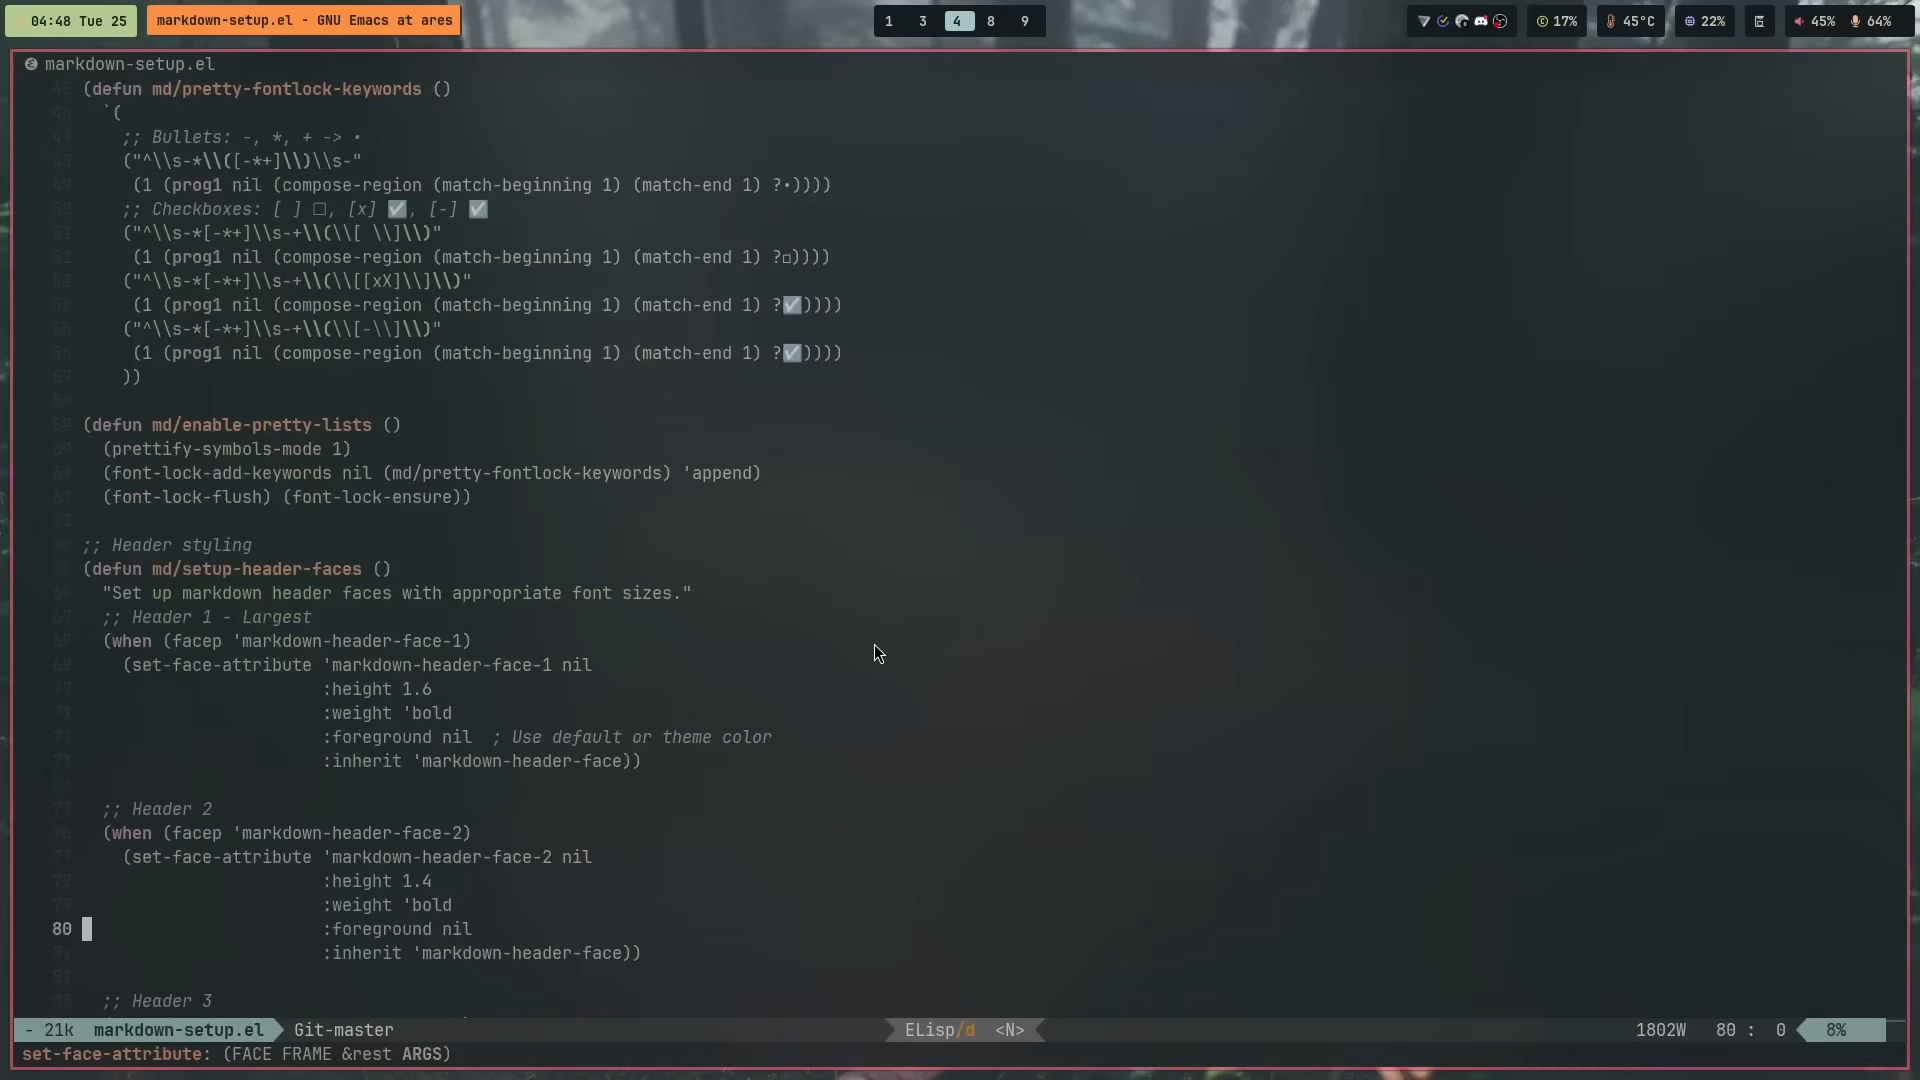 04:48 Tue 25 markdown-setup.el - GNU Emacs at ares 1 3 4 8 9 17% 45°C 22% 45% 64%
markdown-setup.el
(defun md/pretty-fontlock-keywords ()
`(
;; Bullets: -, *, + -> •
("^\\s-*\\([-*+]\\)\\s-"
(1 (prog1 nil (compose-region (match-beginning 1) (match-end 1) ?•))))
;; Checkboxes: [ ] ☐, [x] ☑, [-] ☑
("^\\s-*[-*+]\\s-+\\(\\[ \\]\\)"
(1 (prog1 nil (compose-region (match-beginning 1) (match-end 1) ?□))))
("^\\s-*[-*+]\\s-+\\(\\[[xX]\\]\\)"
(1 (prog1 nil (compose-region (match-beginning 1) (match-end 1) ?☑))))
("^\\s-*[-*+]\\s-+\\(\\[-\\]\\)"
(1 (prog1 nil (compose-region (match-beginning 1) (match-end 1) ?☑))))
))
(defun md/enable-pretty-lists ()
(prettify-symbols-mode 1)
(font-lock-add-keywords nil (md/pretty-fontlock-keywords) 'append)
(font-lock-flush) (font-lock-ensure))
;; Header styling
(defun md/setup-header-faces ()
"Set up markdown header faces with appropriate font sizes."
;; Header 1 - Largest
(when (facep 'markdown-header-face-1)
(set-face-attribute 'markdown-header-face-1 nil
:height 1.6
:weight 'bold
:foreground nil  ; Use default or theme color
:inherit 'markdown-header-face))
;; Header 2
(when (facep 'markdown-header-face-2)
(set-face-attribute 'markdown-header-face-2 nil
:height 1.4
:weight 'bold
80 :foreground nil
:inherit 'markdown-header-face))
;; Header 3
- 21k markdown-setup.el Git-master ELisp/d <N> 1802W 80 : 0 8%
set-face-attribute: (FACE FRAME &rest ARGS)